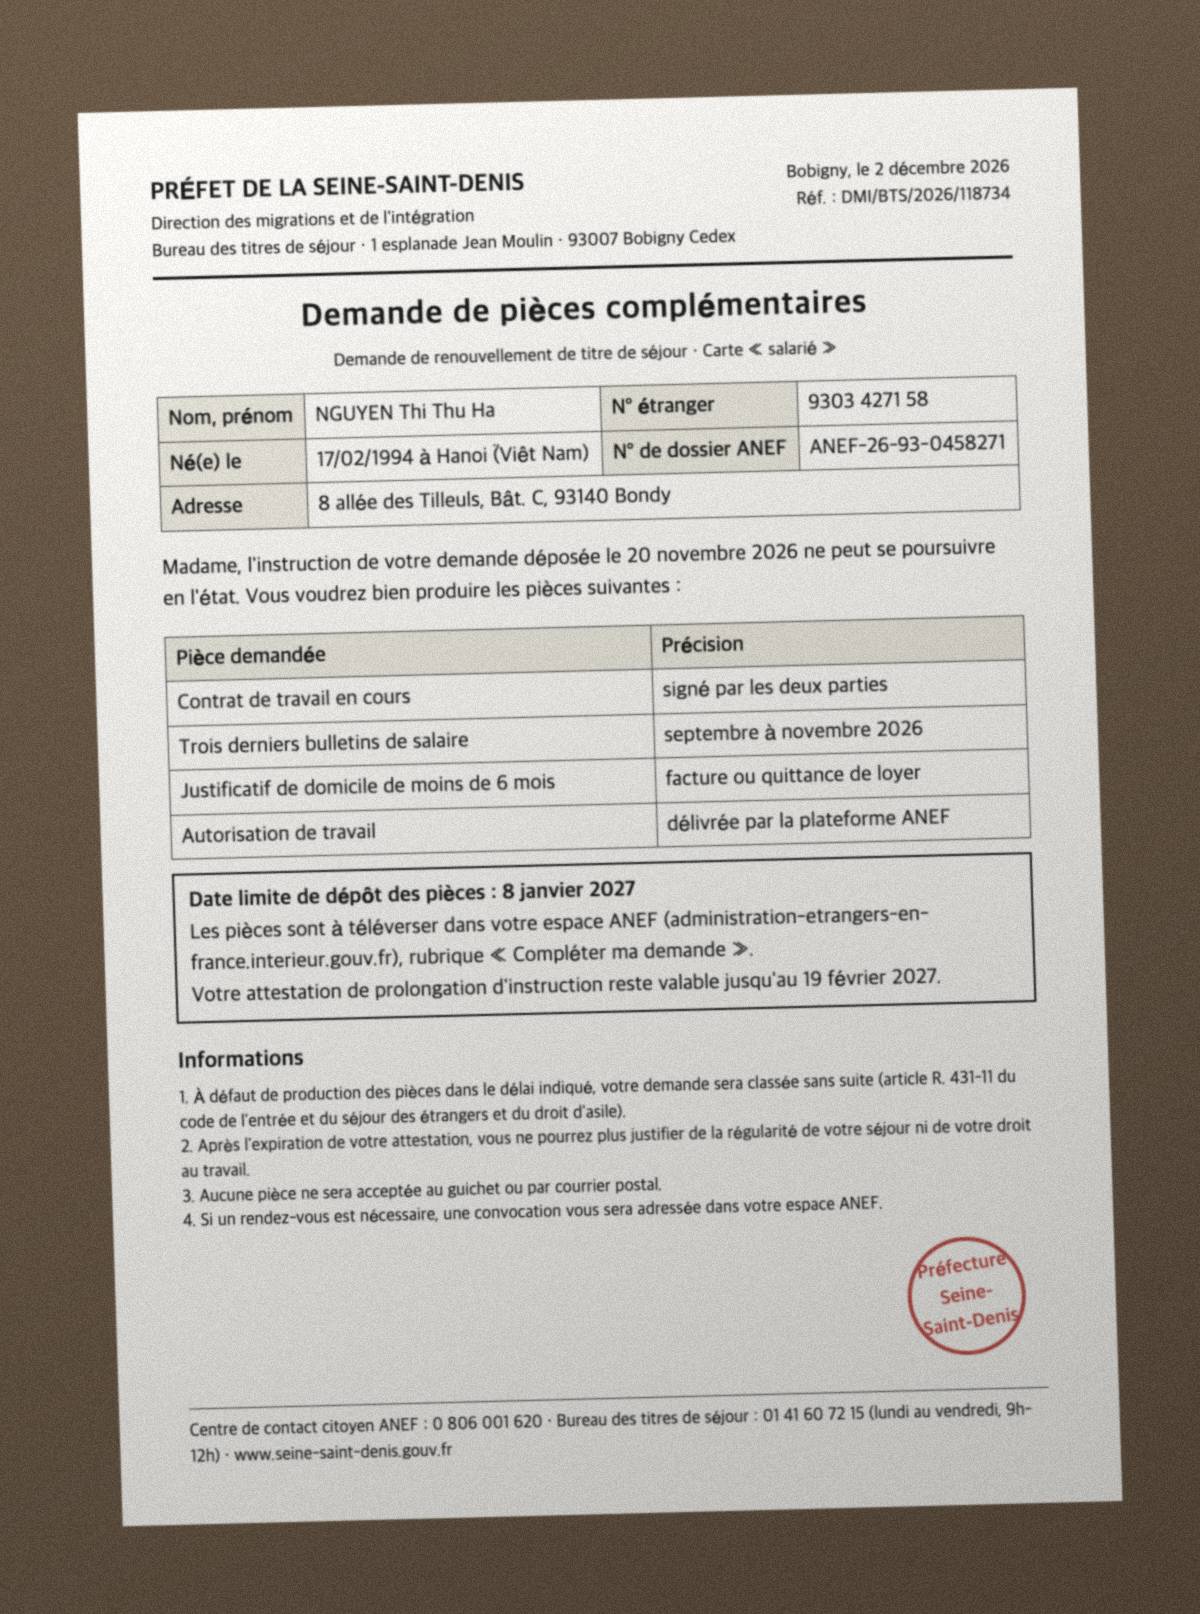 PRÉFET DE LA SEINE-SAINT-DENIS
Direction des migrations et de l'intégration
Bureau des titres de séjour · 1 esplanade Jean Moulin · 93007 Bobigny Cedex
Bobigny, le 2 décembre 2026
Réf. : DMI/BTS/2026/118734
Demande de pièces complémentaires
Demande de renouvellement de titre de séjour · Carte « salarié »
Nom, prénom NGUYEN Thi Thu Ha N° étranger 9303 4271 58
Né(e) le 17/02/1994 à Hanoi (Viêt Nam) N° de dossier ANEF ANEF-26-93-0458271
Adresse 8 allée des Tilleuls, Bât. C, 93140 Bondy
Madame, l'instruction de votre demande déposée le 20 novembre 2026 ne peut se poursuivre
en l'état. Vous voudrez bien produire les pièces suivantes :
Pièce demandée Précision
Contrat de travail en cours signé par les deux parties
Trois derniers bulletins de salaire septembre à novembre 2026
Justificatif de domicile de moins de 6 mois facture ou quittance de loyer
Autorisation de travail délivrée par la plateforme ANEF
Date limite de dépôt des pièces : 8 janvier 2027
Les pièces sont à téléverser dans votre espace ANEF (administration-etrangers-en-
france.interieur.gouv.fr), rubrique « Compléter ma demande ».
Votre attestation de prolongation d'instruction reste valable jusqu'au 19 février 2027.
Informations
1. À défaut de production des pièces dans le délai indiqué, votre demande sera classée sans suite (article R. 431-11 du
code de l'entrée et du séjour des étrangers et du droit d'asile).
2. Après l'expiration de votre attestation, vous ne pourrez plus justifier de la régularité de votre séjour ni de votre droit
au travail.
3. Aucune pièce ne sera acceptée au guichet ou par courrier postal.
4. Si un rendez-vous est nécessaire, une convocation vous sera adressée dans votre espace ANEF.
Préfecture
Seine-
Saint-Denis
Centre de contact citoyen ANEF : 0 806 001 620 · Bureau des titres de séjour : 01 41 60 72 15 (lundi au vendredi, 9h-
12h) · www.seine-saint-denis.gouv.fr